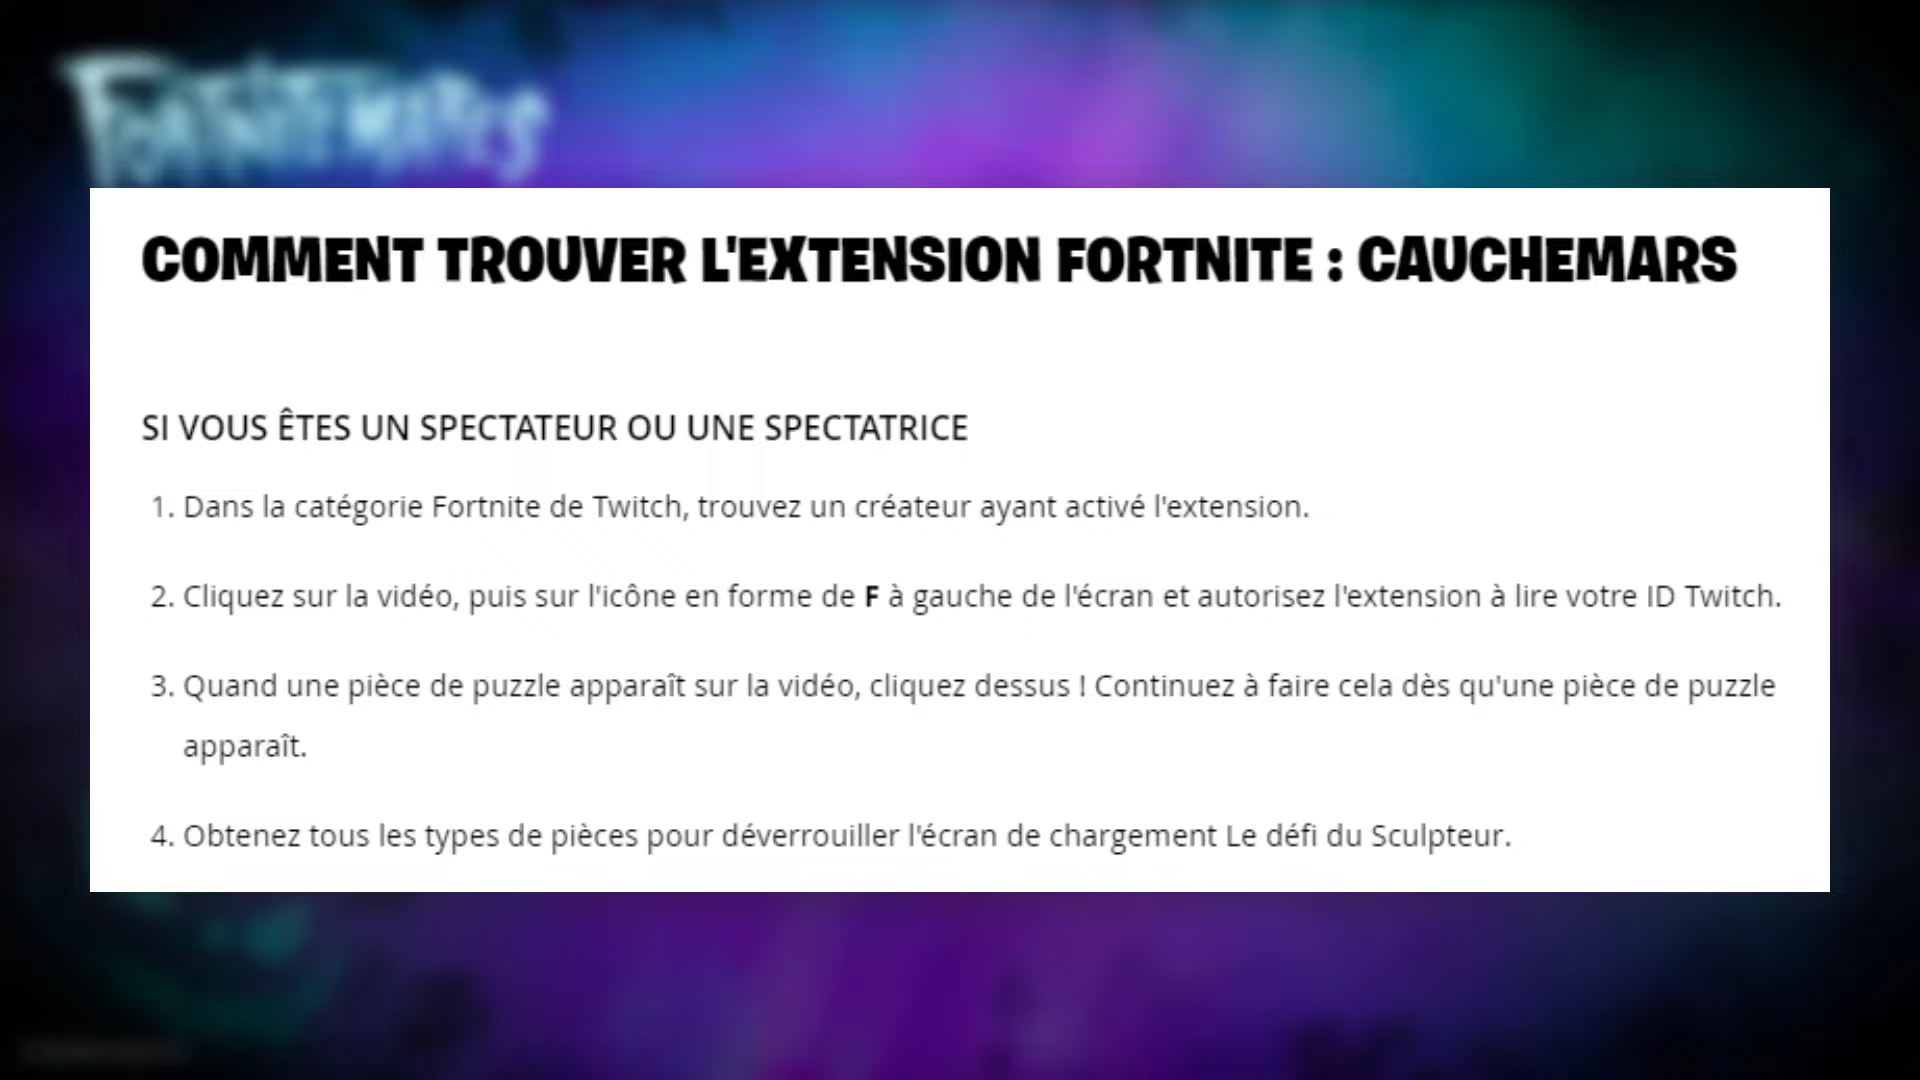 FORTNITEMARES
COMMENT TROUVER L'EXTENSION FORTNITE : CAUCHEMARS
SI VOUS ÊTES UN SPECTATEUR OU UNE SPECTATRICE
1. Dans la catégorie Fortnite de Twitch, trouvez un créateur ayant activé l'extension.
2. Cliquez sur la vidéo, puis sur l'icône en forme de F à gauche de l'écran et autorisez l'extension à lire votre ID Twitch.
3. Quand une pièce de puzzle apparaît sur la vidéo, cliquez dessus ! Continuez à faire cela dès qu'une pièce de puzzle
apparaît.
4. Obtenez tous les types de pièces pour déverrouiller l'écran de chargement Le défi du Sculpteur.